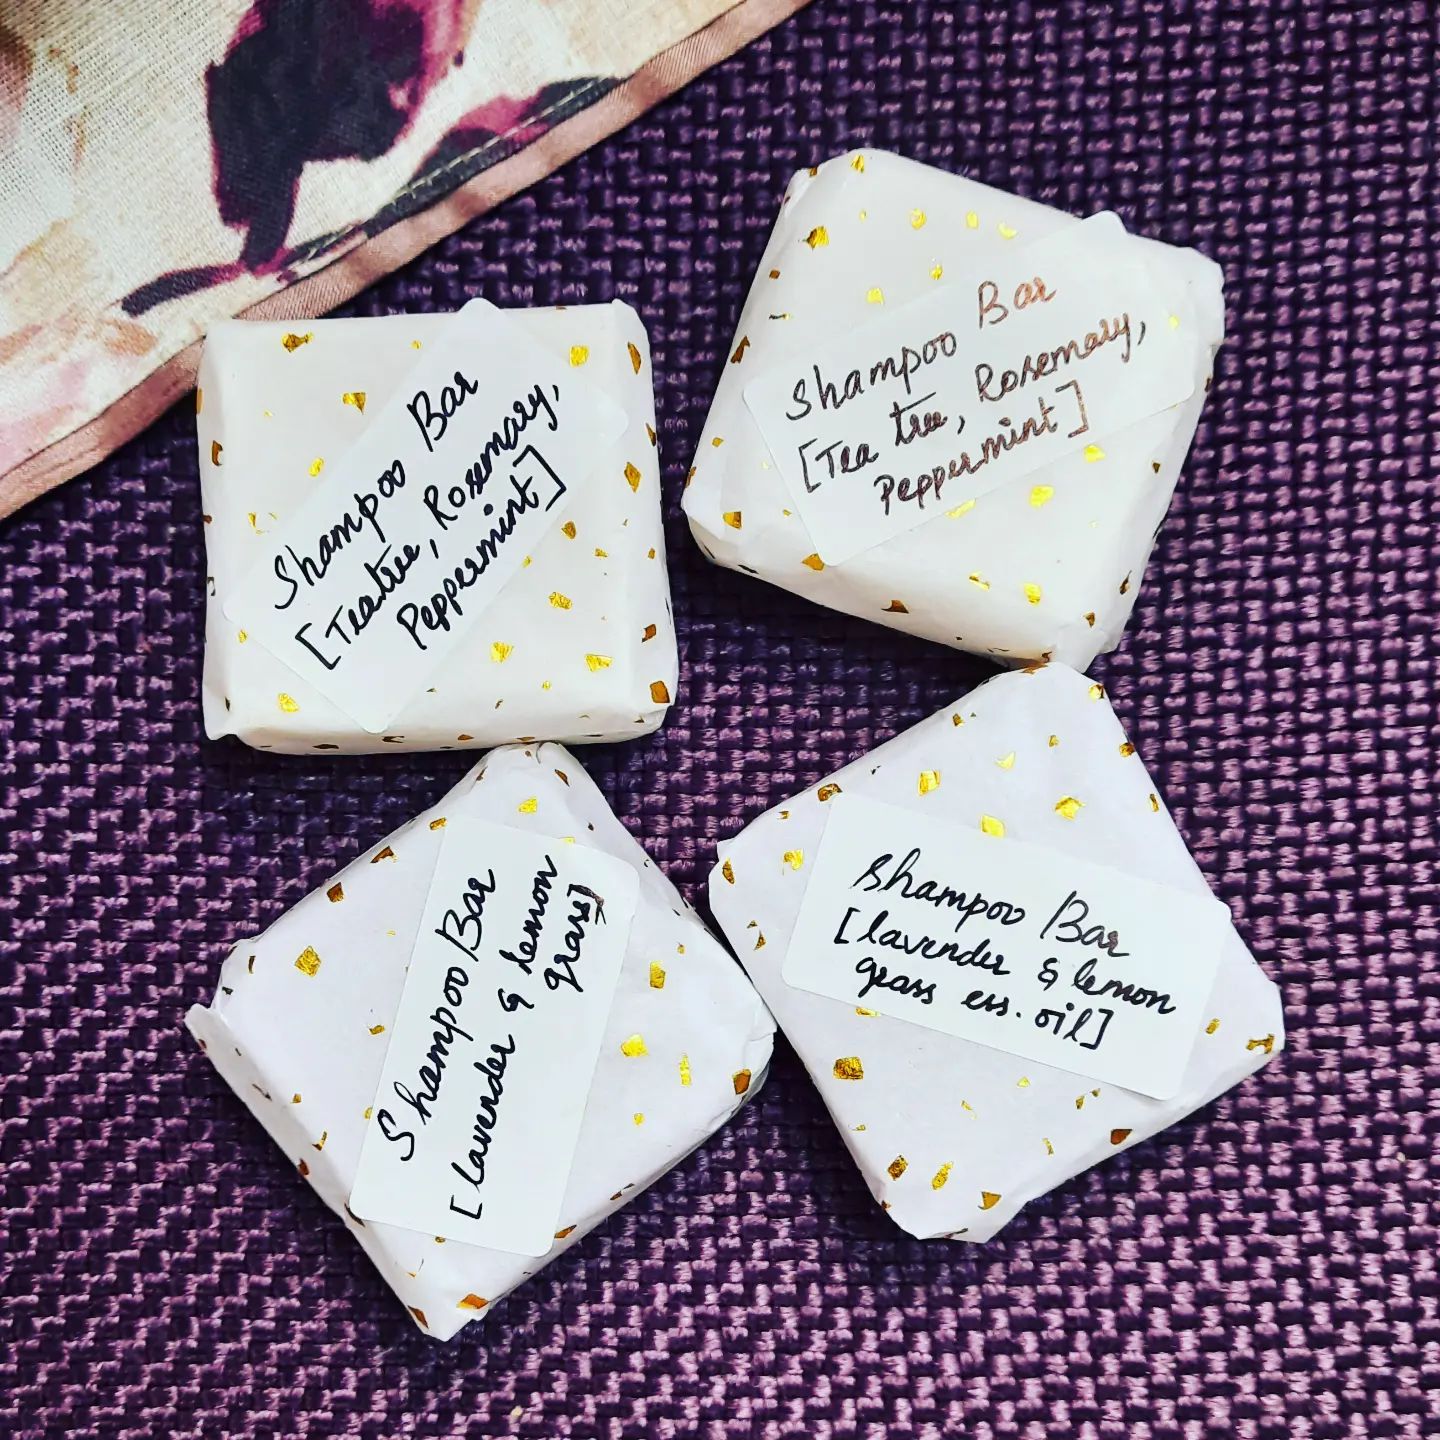 Shampoo Bar
[Teatree, Rosemary,
Peppermint]
Shampoo Bar
[Tea tree, Rosemary,
Peppermint]
Shampoo Bar
[lavender & lemon
grass]
Shampoo Bar
[lavender & lemon
grass ess. oil]